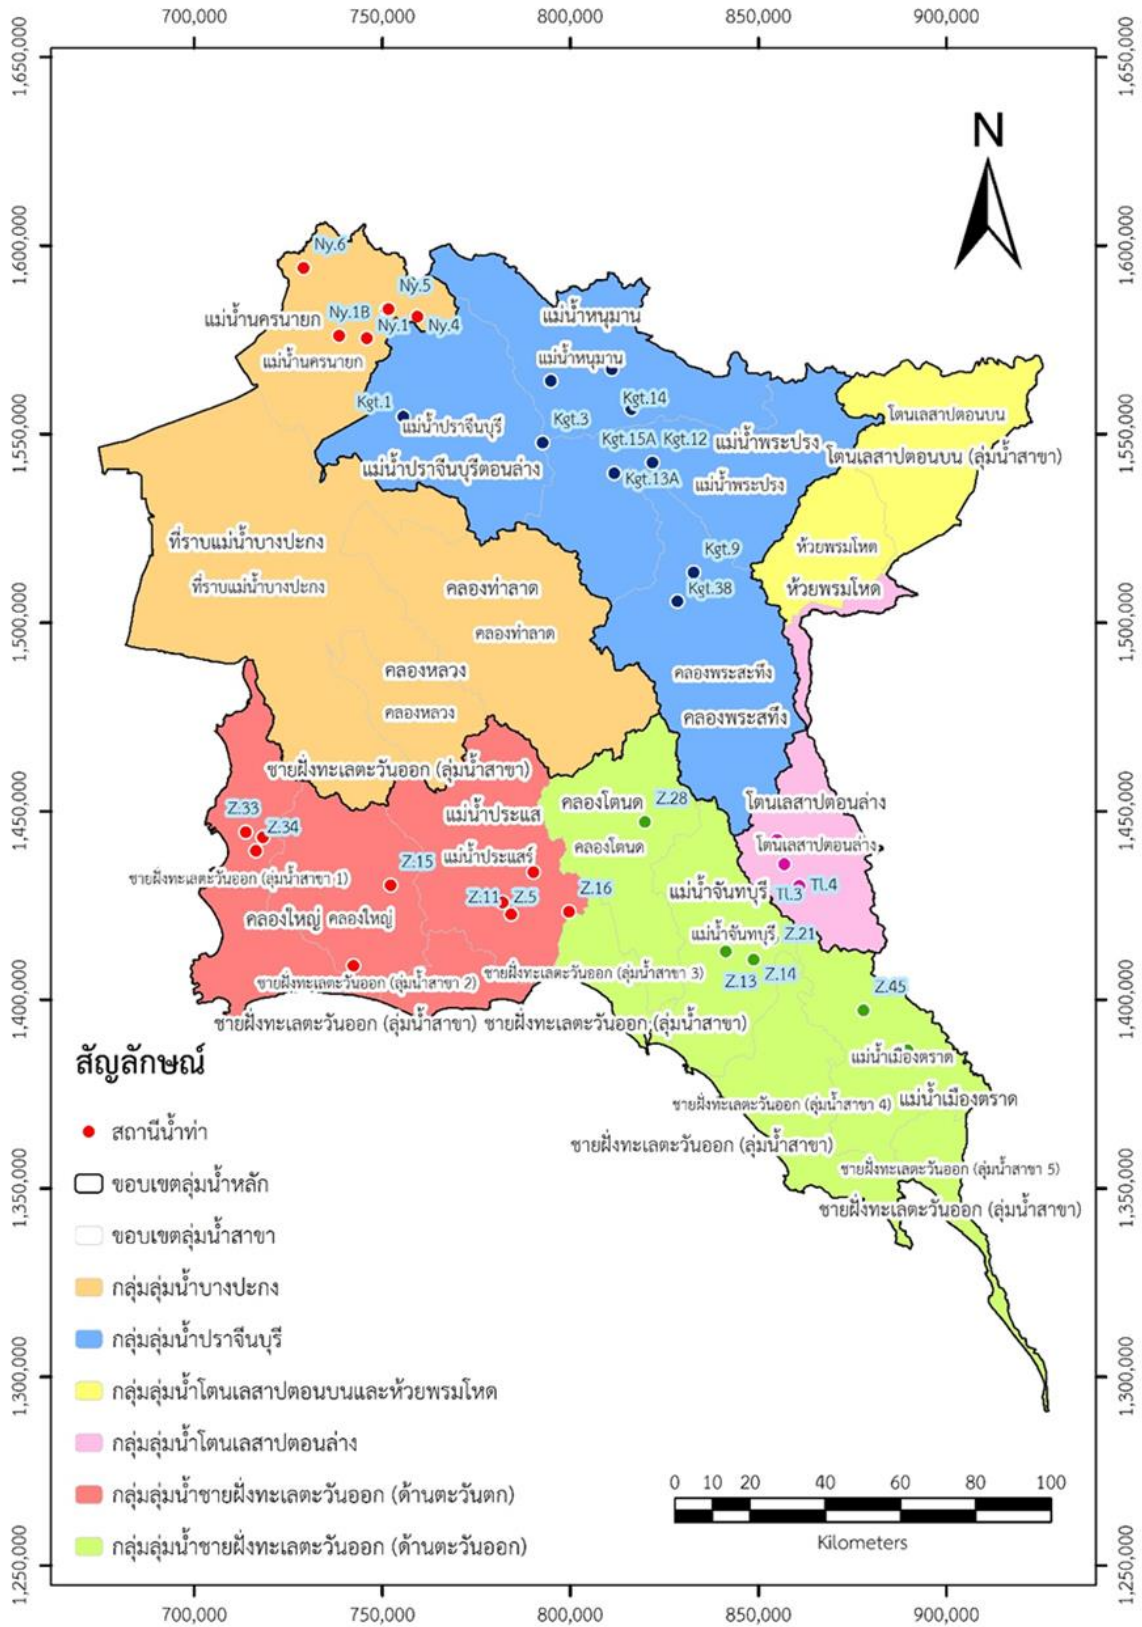 700,000 750,000 800,000 850,000 900,000
1,650,000 1,650,000
N
1,600,000 1,600,000
Ny.6
Ny.5
Ny.1B
แม่น้ำนครนายก
Ny.1
Ny.4
แม่น้ำหนุมาน
แม่น้ำนครนายก
แม่น้ำหนุมาน
Kgt.1
Kgt.14
1,550,000 1,550,000
Kgt.3
โตนเลสาปตอนบน
แม่น้ำปราจีนบุรี
Kgt.15A
Kgt.12
แม่น้ำพระปรง
โตนเลสาปตอนบน (ลุ่มน้ำสาขา)
แม่น้ำปราจีนบุรีตอนล่าง
Kgt.13A
แม่น้ำพระปรง
ที่ราบแม่น้ำบางปะกง
Kgt.9
ห้วยพรมโหด
ที่ราบแม่น้ำบางปะกง
คลองท่าลาด
Kgt.38
ห้วยพรมโหด
1,500,000 1,500,000
คลองท่าลาด
คลองหลวง
คลองพระสะทึง
คลองหลวง
คลองพระสทึง
ชายฝั่งทะเลตะวันออก (ลุ่มน้ำสาขา)
1,450,000 1,450,000
Z.33
แม่น้ำประแส
คลองโตนด
Z.28
โตนเลสาปตอนล่าง
Z.34
คลองโตนด
โตนเลสาปตอนล่าง
Z.15
แม่น้ำประแสร์
ชายฝั่งทะเลตะวันออก (ลุ่มน้ำสาขา 1)
Z.11
Z.5
Z.16
แม่น้ำจันทบุรี
Tl.3
Tl.4
คลองใหญ่
คลองใหญ่
แม่น้ำจันทบุรี
Z.21
ชายฝั่งทะเลตะวันออก (ลุ่มน้ำสาขา 2)
ชายฝั่งทะเลตะวันออก (ลุ่มน้ำสาขา 3)
Z.13
Z.14
Z.45
1,400,000 1,400,000
ชายฝั่งทะเลตะวันออก (ลุ่มน้ำสาขา)
ชายฝั่งทะเลตะวันออก (ลุ่มน้ำสาขา)
แม่น้ำเมืองตราด
ชายฝั่งทะเลตะวันออก (ลุ่มน้ำสาขา 4)
แม่น้ำเมืองตราด
ชายฝั่งทะเลตะวันออก (ลุ่มน้ำสาขา)
ชายฝั่งทะเลตะวันออก (ลุ่มน้ำสาขา 5)
1,350,000 1,350,000
ชายฝั่งทะเลตะวันออก (ลุ่มน้ำสาขา)
1,300,000 1,300,000
1,250,000 1,250,000
สัญลักษณ์
สถานีน้ำท่า
ขอบเขตลุ่มน้ำหลัก
ขอบเขตลุ่มน้ำสาขา
กลุ่มลุ่มน้ำบางปะกง
กลุ่มลุ่มน้ำปราจีนบุรี
กลุ่มลุ่มน้ำโตนเลสาปตอนบนและห้วยพรมโหด
กลุ่มลุ่มน้ำโตนเลสาปตอนล่าง
กลุ่มลุ่มน้ำชายฝั่งทะเลตะวันออก (ด้านตะวันตก)
กลุ่มลุ่มน้ำชายฝั่งทะเลตะวันออก (ด้านตะวันออก)
0 10 20 40 60 80 100
Kilometers
700,000 750,000 800,000 850,000 900,000